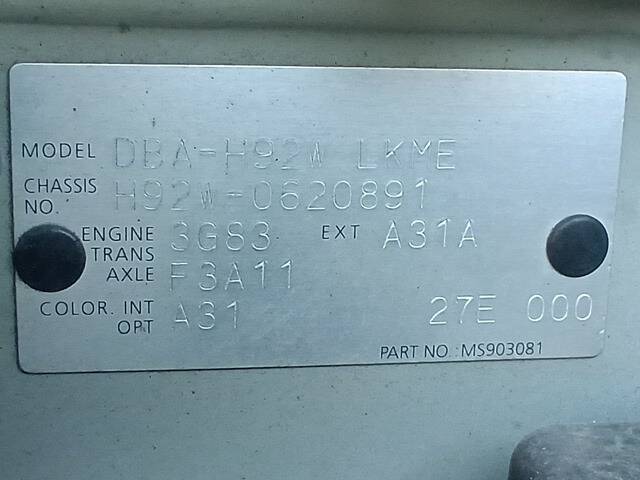 MODEL DBA-H92W LKME
CHASSIS NO. H92W-0620891
ENGINE 3G83 EXT A31A
TRANS AXLE F3A11
COLOR. INT OPT A31 27E 000
PART NO.:MS903081